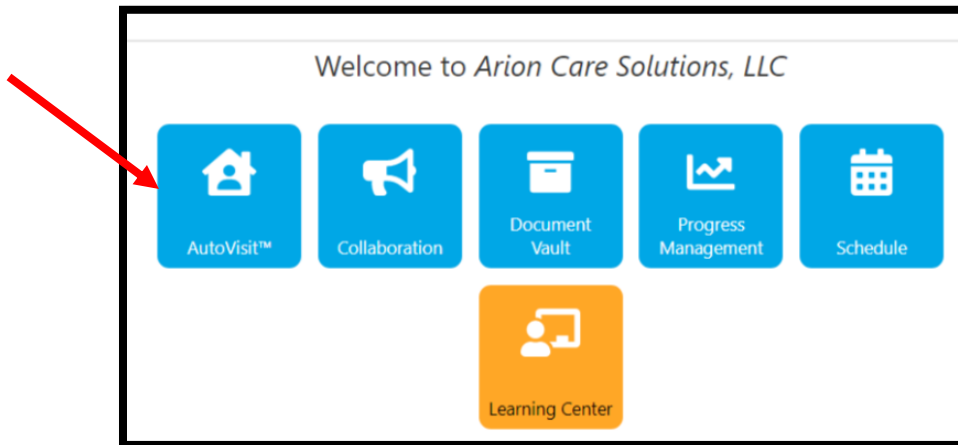 Welcome to Arion Care Solutions, LLC
AutoVisit™
Collaboration
Document
Vault
Progress
Management
Schedule
Learning Center